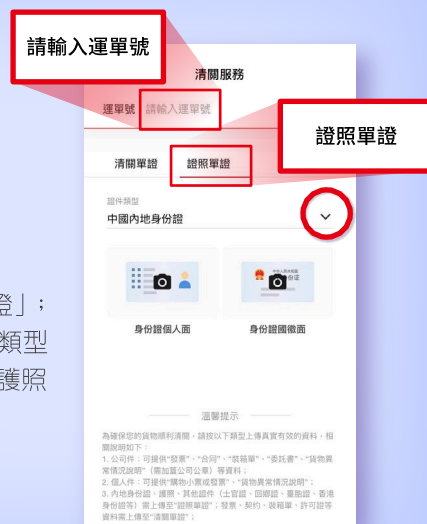 請輸入運單號
清關服務
運單號 請輸入運單號
證照單證
清關單證 證照單證
證件類型
中國內地身份證
證」；
類型
護照
身份證個人面 身份證國徽面
溫馨提示
為確保您的貨物順利清關，請按以下類型上傳真實有效的資料，相
關說明如下：
1. 公司件：可提供“發票”、“合同”、“裝箱單”、“委託書”、“貨物異
常情況說明”（需加蓋公司公章）等資料；
2. 個人件：可提供“購物小票或發票”、“貨物異常情況說明”；
3. 內地身份證、護照、其他證件（士官證、回鄉證、臺胞證、香港
身份證等）需上傳至“證照單證”；發票、契約、裝箱單、許可證等
資料需上傳至“清關單證”；